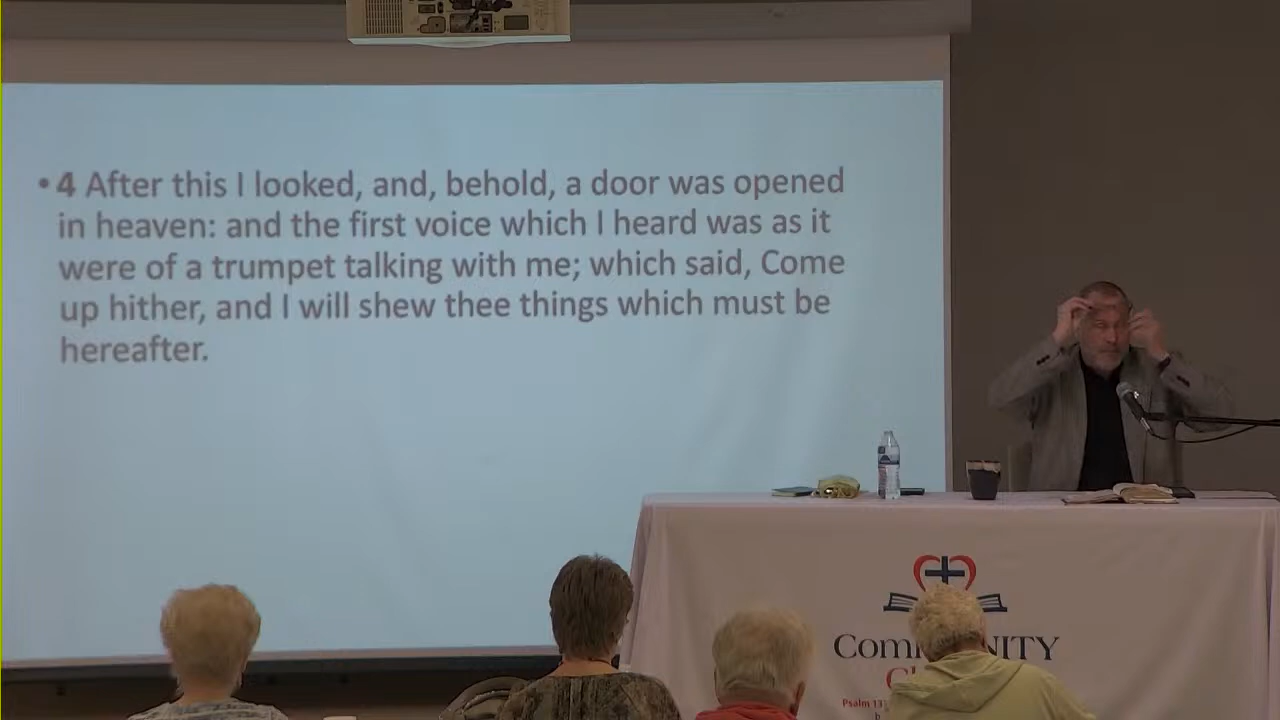 • 4 After this I looked, and, behold, a door was opened
in heaven: and the first voice which I heard was as it
were of a trumpet talking with me; which said, Come
up hither, and I will shew thee things which must be
hereafter.
Psalm